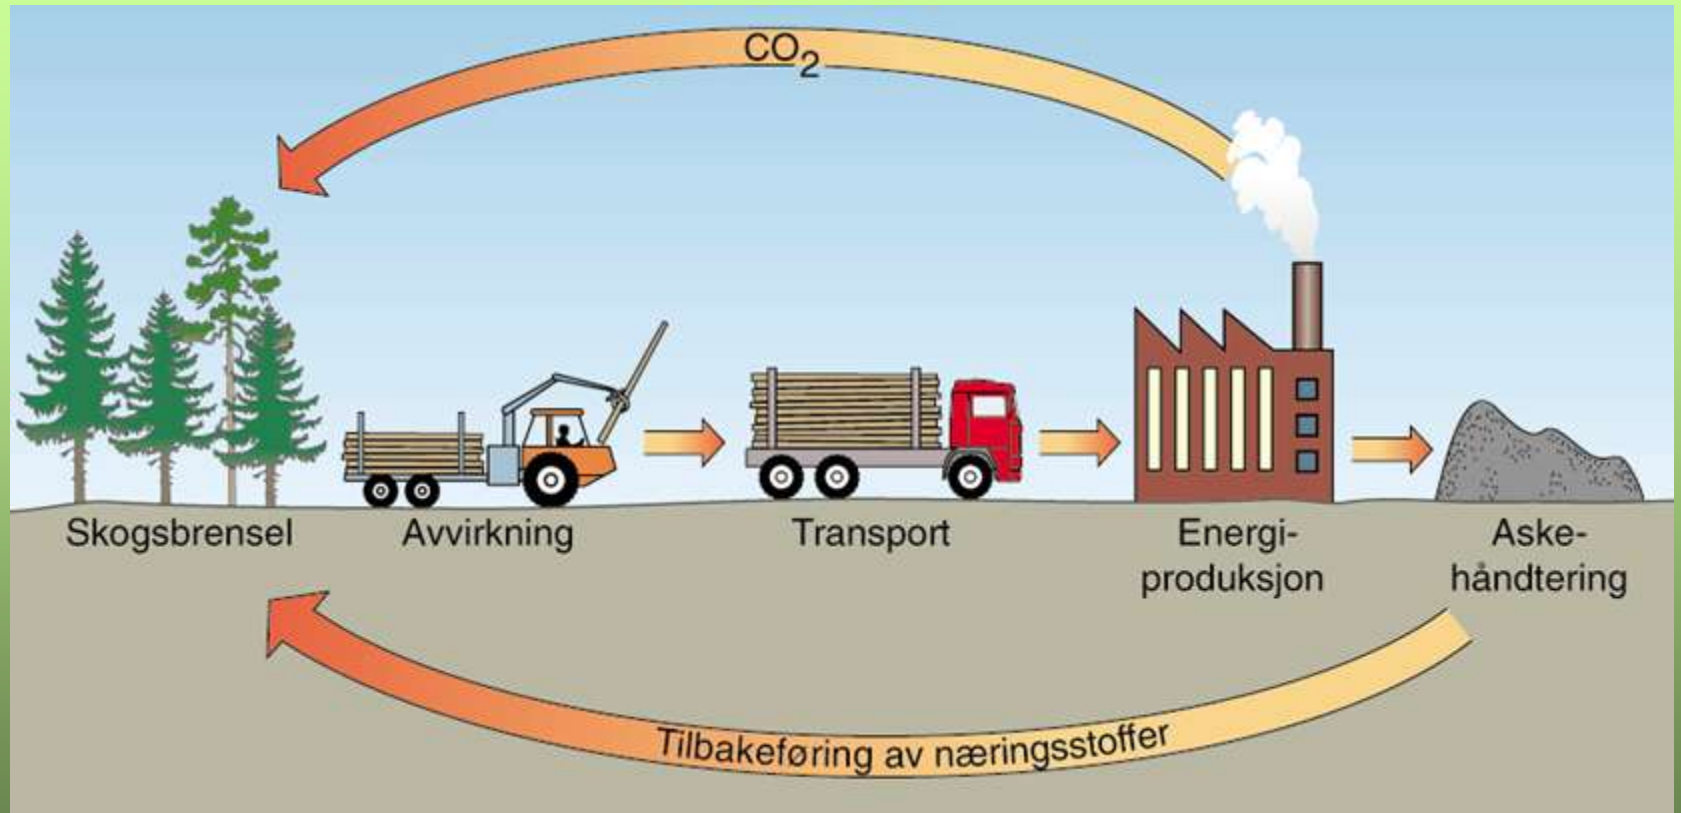 CO2
Skogsbrensel
Avvirkning
Transport
Energi-
produksjon
Aske-
håndtering
Tilbakeføring av næringsstoffer